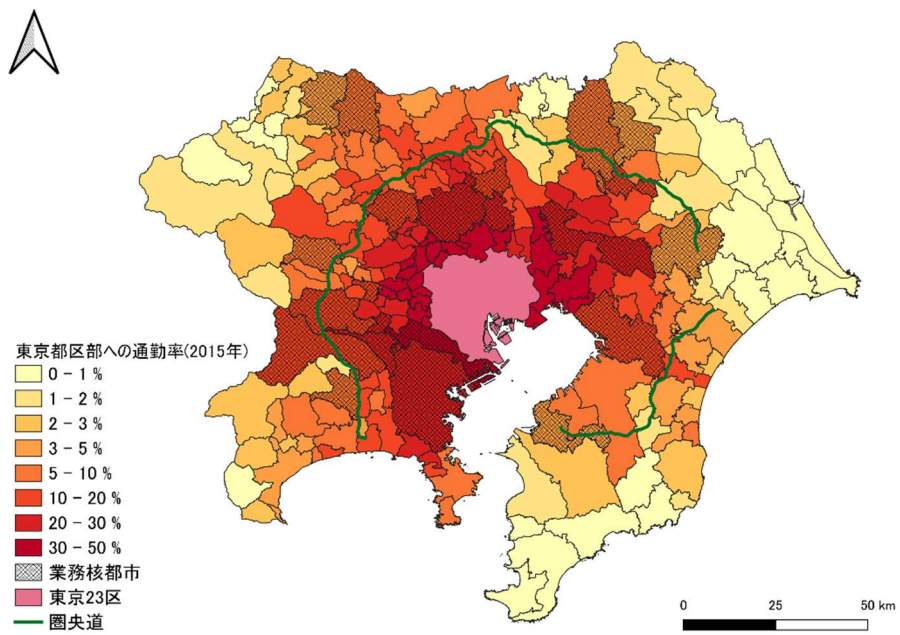 東京都区部への通勤率(2015年)
0 - 1 %
1 - 2 %
2 - 3 %
3 - 5 %
5 - 10 %
10 - 20 %
20 - 30 %
30 - 50 %
業務核都市
東京23区
圏央道
0 25 50 km